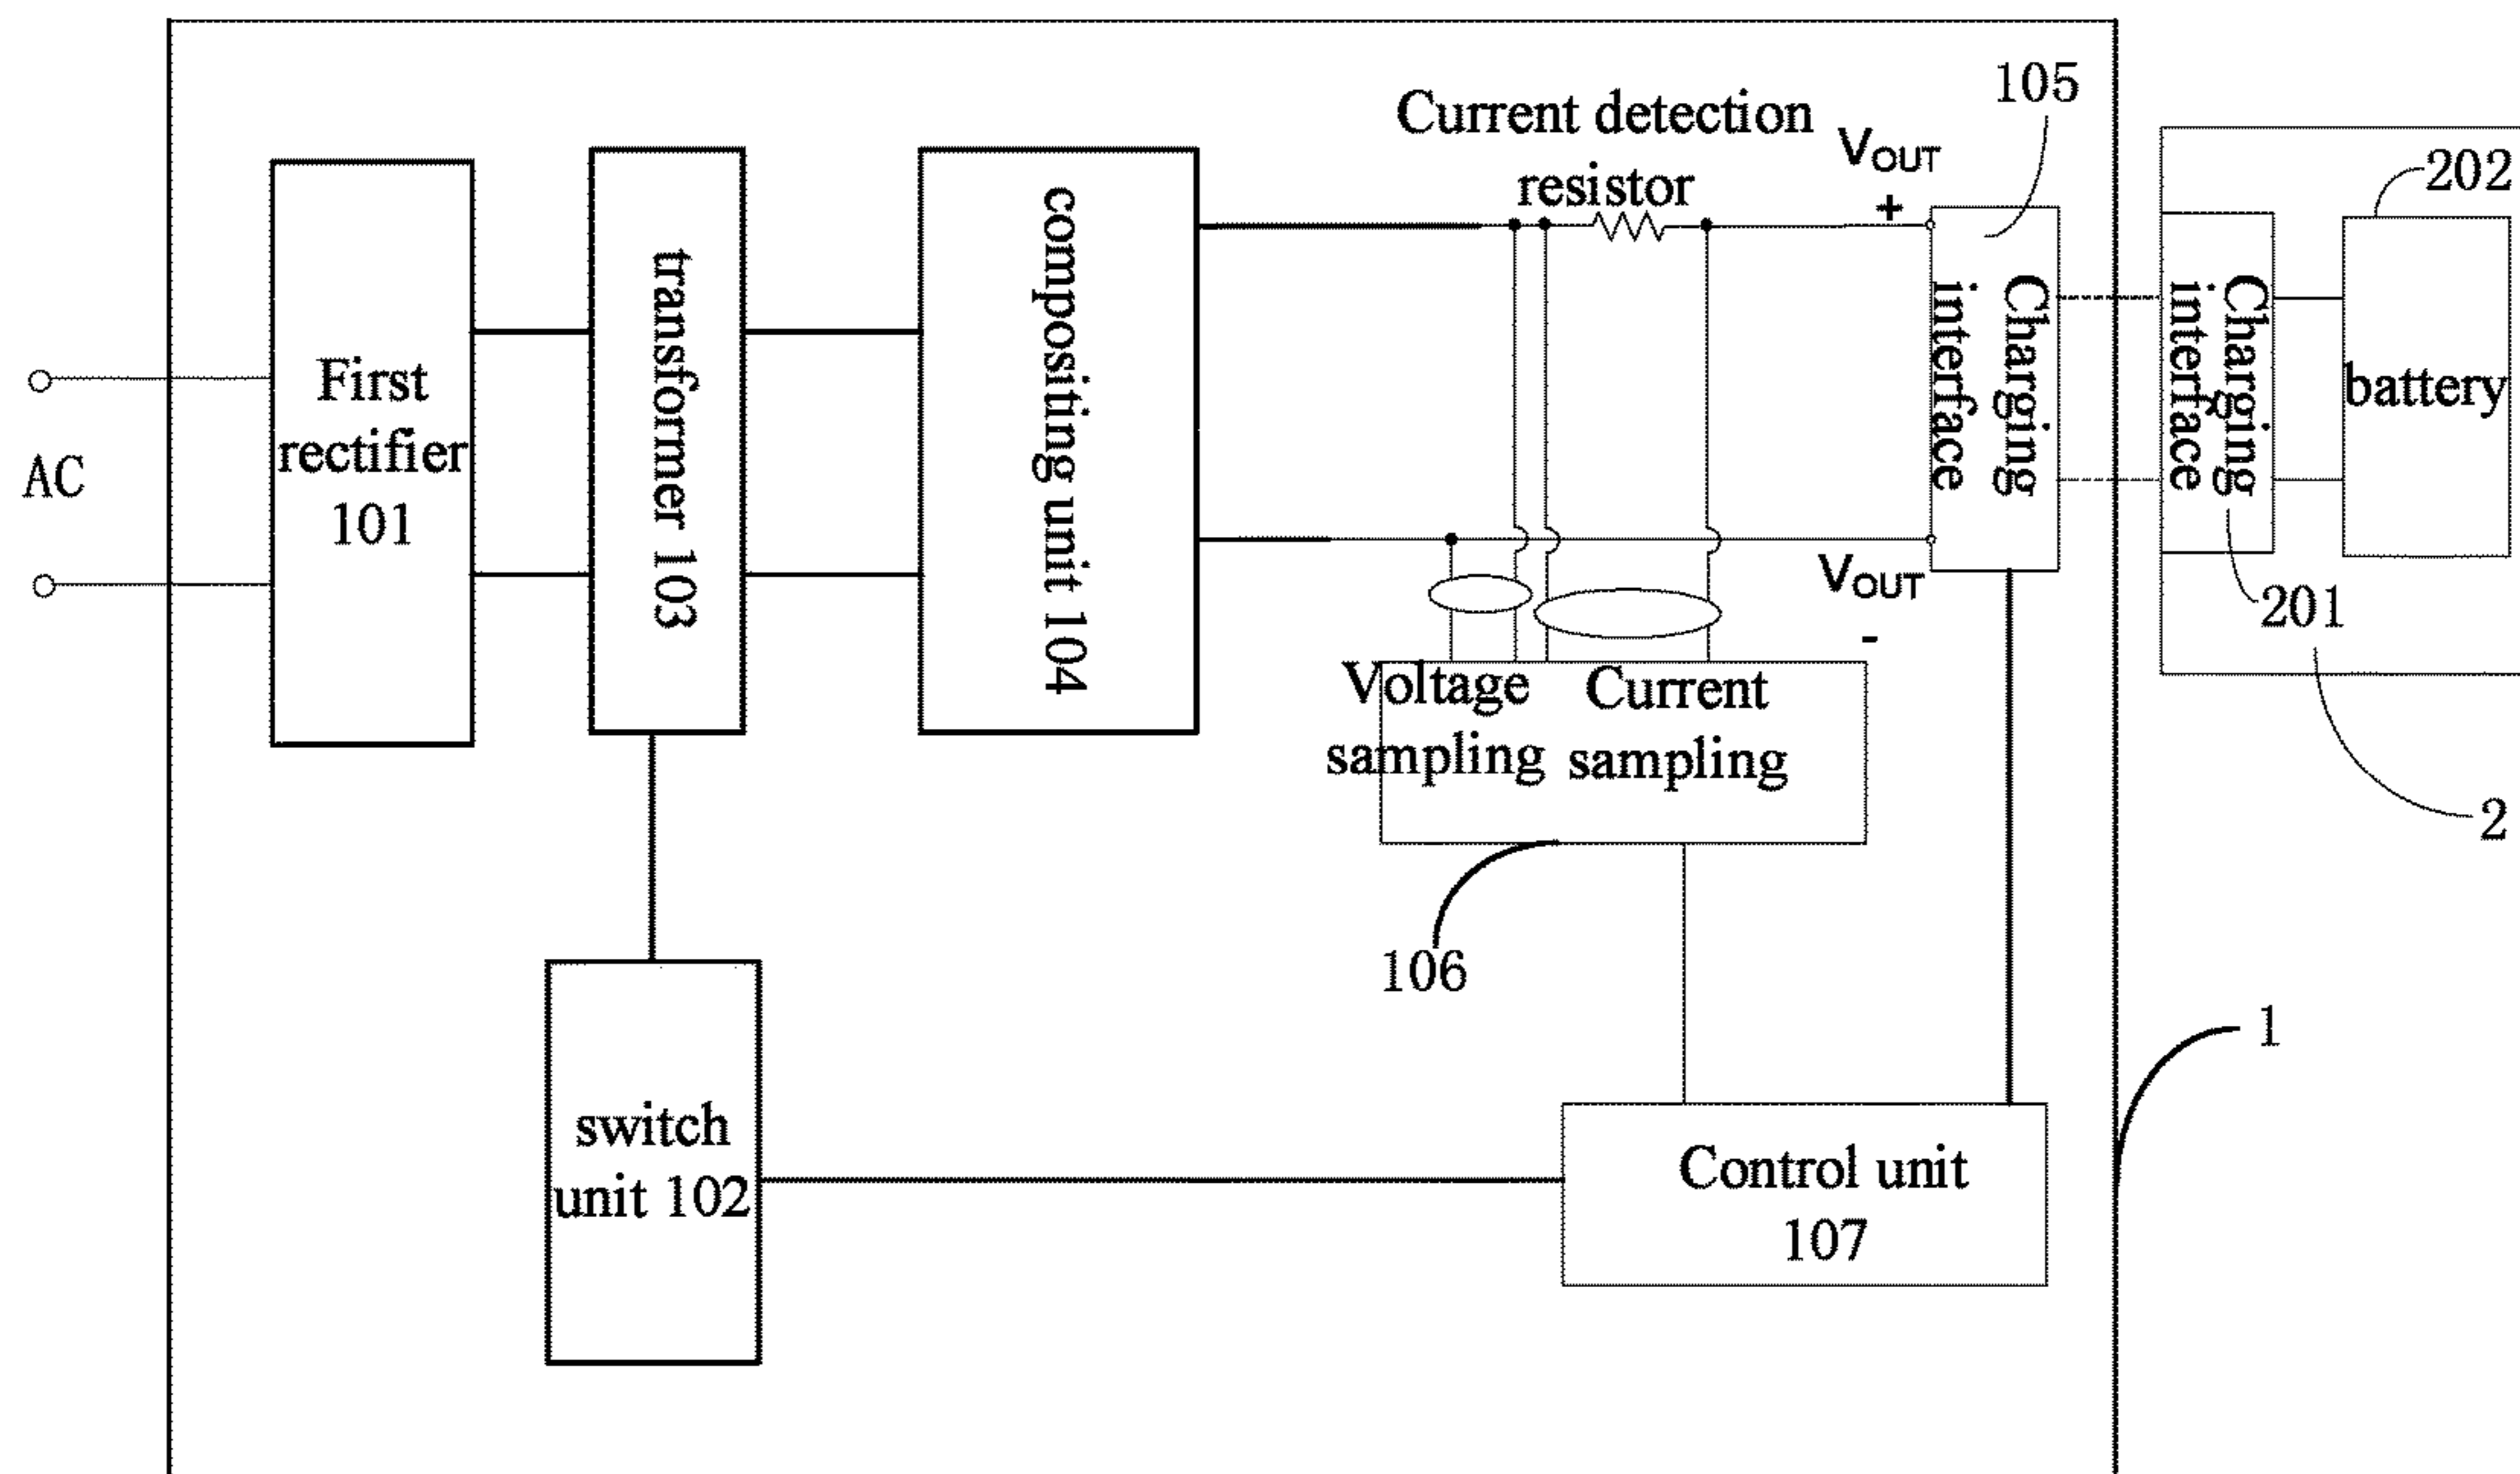 AC
First
rectifier
101
transformer 103
compositing unit 104
Current detection
resistor
VOUT
+
105
Charging
interface
VOUT
-
Charging
interface
202
battery
201
2
Voltage
sampling
Current
sampling
106
1
switch
unit 102
Control unit
107